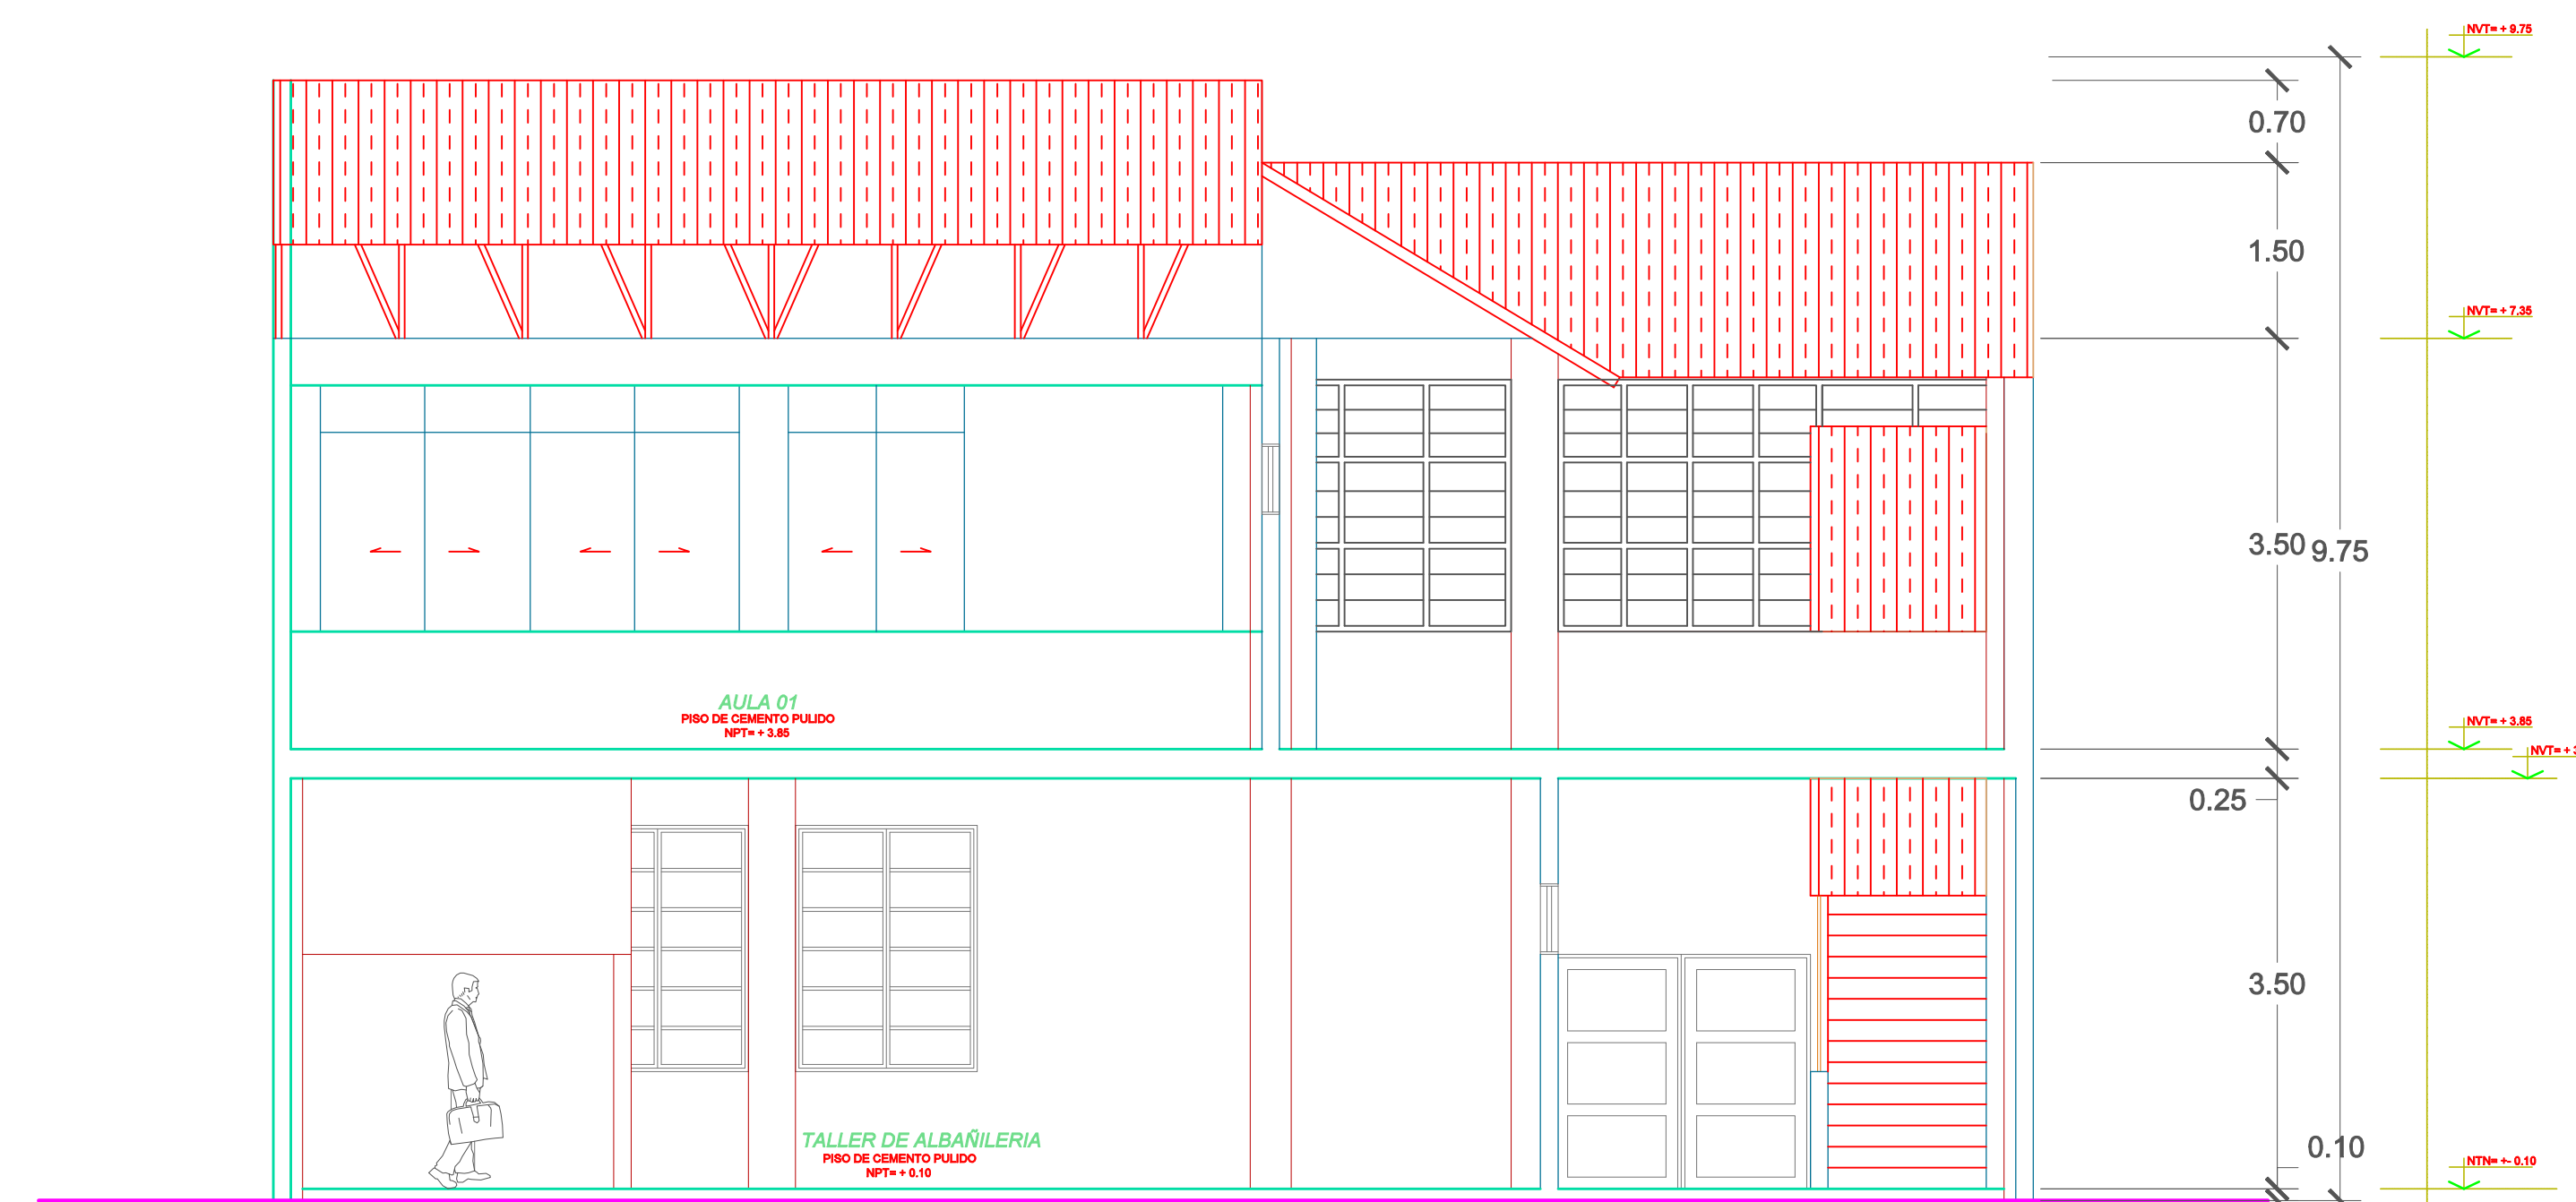 NVT= + 9.75
0.70
1.50
NVT= + 7.35
3.50
9.75
AULA 01
PISO DE CEMENTO PULIDO
NPT= + 3.85
NVT= + 3.85
NVT= +
0.25
3.50
TALLER DE ALBAÑILERIA
PISO DE CEMENTO PULIDO
NPT= + 0.10
0.10
NTN= +- 0.10